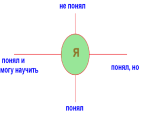 не понял
Я
понял и
могу научить
понял, но
понял